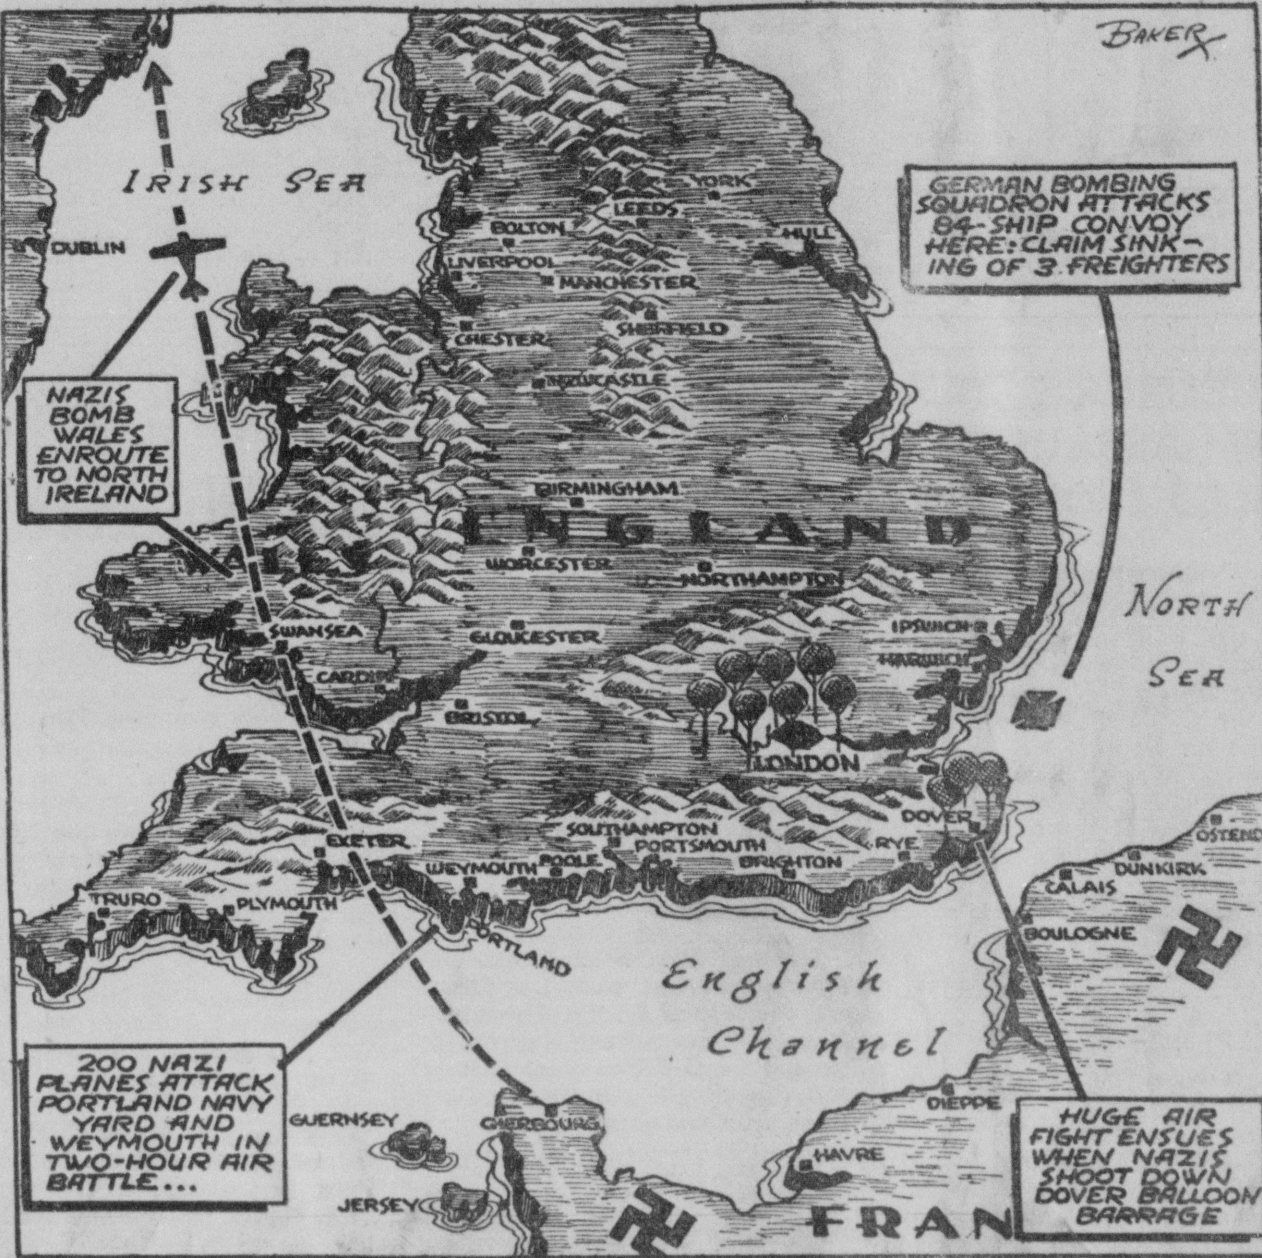 BAKER
IRISH SEA
DUBLIN
YORK
LEEDS
BOLTON
HULL
LIVERPOOL
MANCHESTER
SHEFFIELD
CHESTER
NEWCASTLE
GERMAN BOMBING
SQUADRON ATTACKS
84-SHIP CONVOY
HERE: CLAIM SINK-
ING OF 3 FREIGHTERS
NAZIS
BOMB
WALES
ENROUTE
TO NORTH
IRELAND
BIRMINGHAM
ENGLAND
WALES
WORCESTER
NORTHAMPTON
NORTH
SEA
SWANSEA
GLOUCESTER
IPSWICH
HARWICH
CARDIFF
BRISTOL
LONDON
DOVER
SOUTHAMPTON
EXETER
PORTSMOUTH
RYE
WEYMOUTH
POOLE
BRIGHTON
OSTEND
DUNKIRK
CALAIS
TRURO
PLYMOUTH
PORTLAND
BOULOGNE
English
Channel
200 NAZI
PLANES ATTACK
PORTLAND NAVY
YARD AND
WEYMOUTH IN
TWO-HOUR AIR
BATTLE...
GUERNSEY
CHERBOURG
DIEPPE
HAVRE
JERSEY
FRAN
HUGE AIR
FIGHT ENSUES
WHEN NAZIS
SHOOT DOWN
DOVER BALLOON
BARRAGE